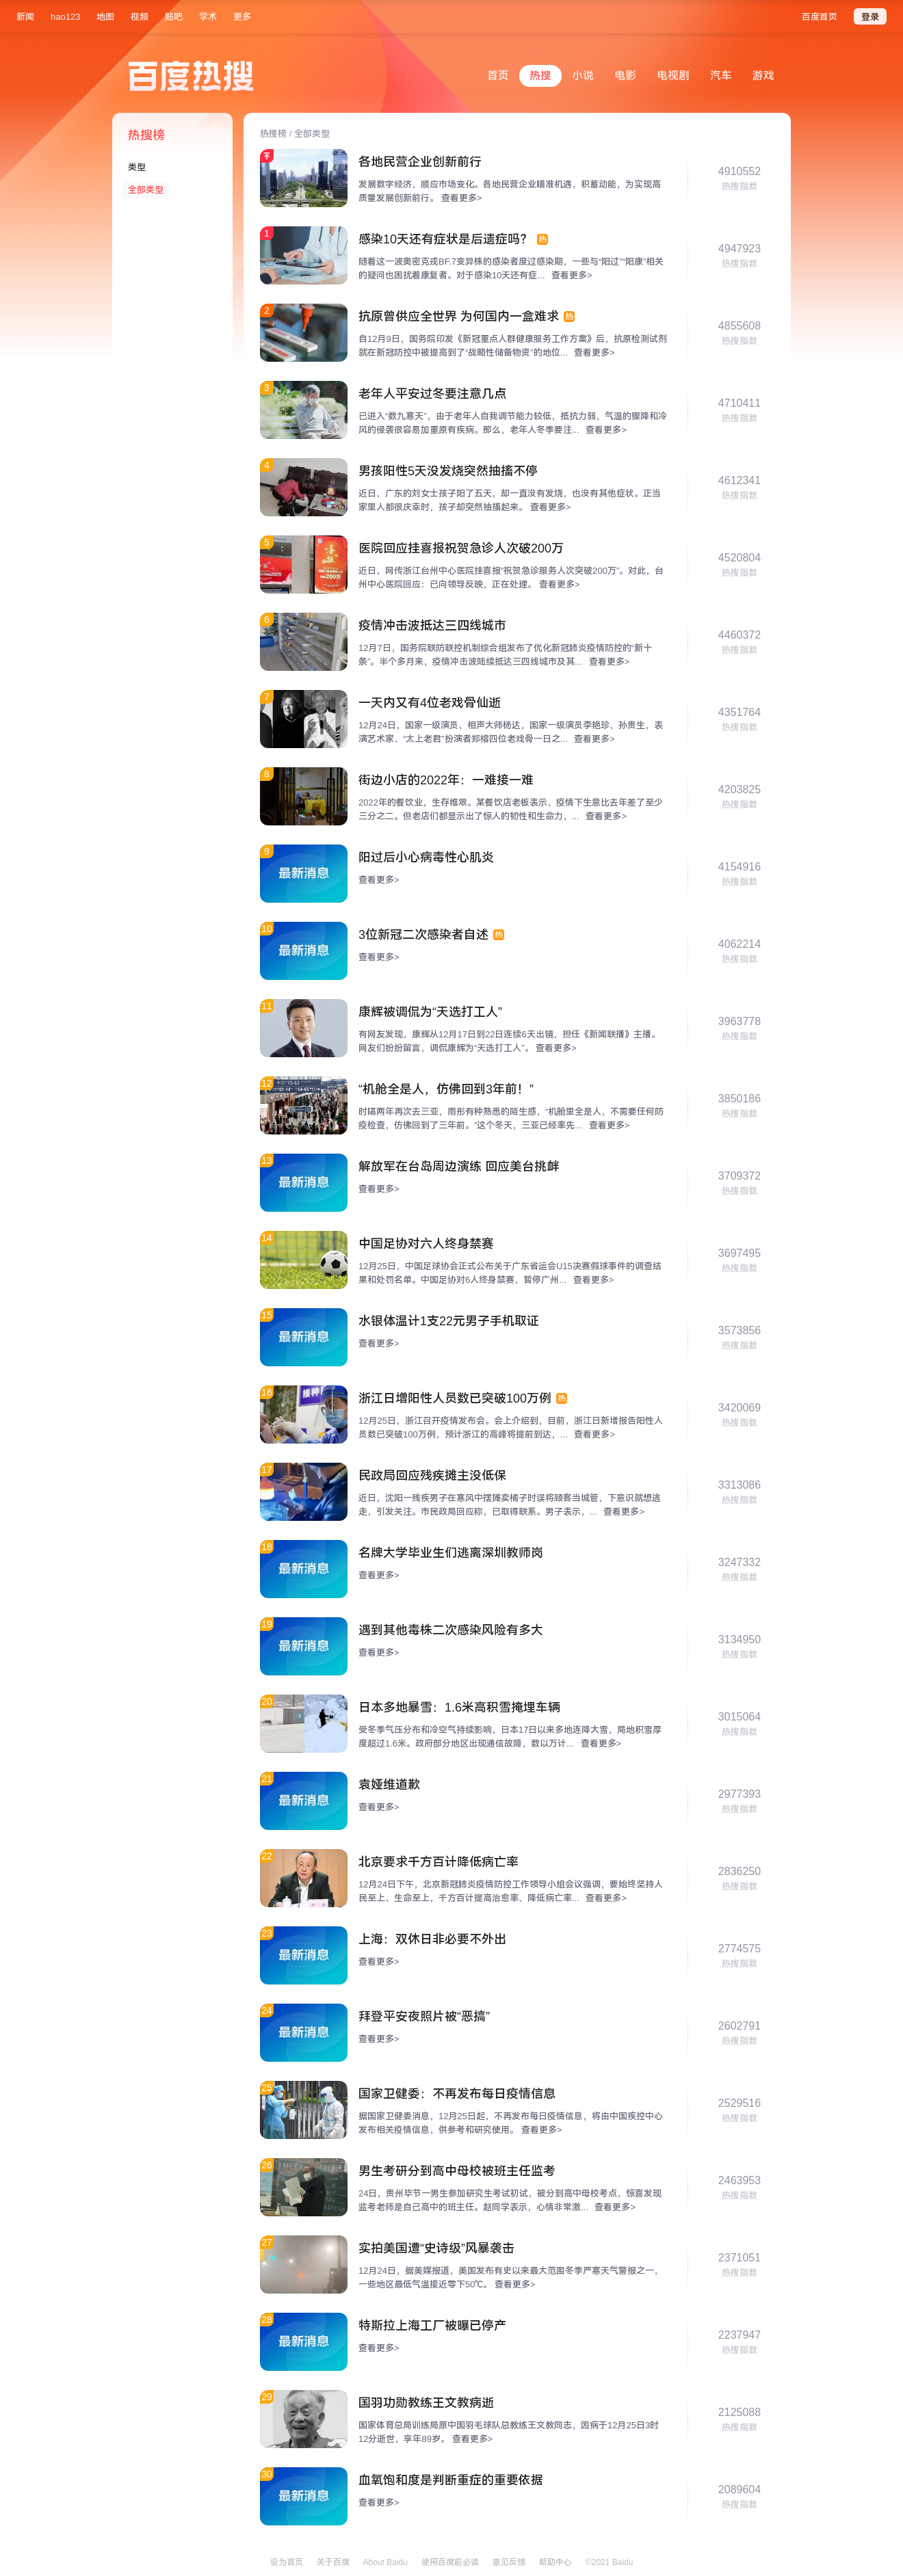 新闻 hao123 地图 视频 贴吧 学术 更多 百度首页 登录
百度热搜
首页 热搜 小说 电影 电视剧 汽车 游戏
热搜榜
类型
全部类型
热搜榜 / 全部类型
各地民营企业创新前行
发展数字经济，顺应市场变化。各地民营企业瞄准机遇，积蓄动能，为实现高
质量发展创新前行。 查看更多>
4910552
热搜指数
1
感染10天还有症状是后遗症吗？ 热
随着这一波奥密克戎BF.7变异株的感染者度过感染期，一些与“阳过”“阳康”相关
的疑问也困扰着康复者。对于感染10天还有症... 查看更多>
4947923
热搜指数
2
抗原曾供应全世界 为何国内一盒难求 热
自12月9日，国务院印发《新冠重点人群健康服务工作方案》后，抗原检测试剂
就在新冠防控中被提高到了“战略性储备物资”的地位... 查看更多>
4855608
热搜指数
3
老年人平安过冬要注意几点
已进入“数九寒天”，由于老年人自我调节能力较低，抵抗力弱，气温的骤降和冷
风的侵袭很容易加重原有疾病。那么，老年人冬季要注... 查看更多>
4710411
热搜指数
4
男孩阳性5天没发烧突然抽搐不停
近日，广东的刘女士孩子阳了五天，却一直没有发烧，也没有其他症状。正当
家里人都很庆幸时，孩子却突然抽搐起来。 查看更多>
4612341
热搜指数
5
医院回应挂喜报祝贺急诊人次破200万
近日，网传浙江台州中心医院挂喜报“祝贺急诊服务人次突破200万”。对此，台
州中心医院回应：已向领导反映，正在处理。 查看更多>
4520804
热搜指数
6
疫情冲击波抵达三四线城市
12月7日，国务院联防联控机制综合组发布了优化新冠肺炎疫情防控的“新十
条”。半个多月来，疫情冲击波陆续抵达三四线城市及其... 查看更多>
4460372
热搜指数
7
一天内又有4位老戏骨仙逝
12月24日，国家一级演员、相声大师杨达，国家一级演员李艳珍、孙贵生，表
演艺术家、“太上老君”扮演者郑榕四位老戏骨一日之... 查看更多>
4351764
热搜指数
8
街边小店的2022年：一难接一难
2022年的餐饮业，生存维艰。某餐饮店老板表示，疫情下生意比去年差了至少
三分之二。但老店们都显示出了惊人的韧性和生命力，... 查看更多>
4203825
热搜指数
9
最新消息
阳过后小心病毒性心肌炎
查看更多>
4154916
热搜指数
10
最新消息
3位新冠二次感染者自述 热
查看更多>
4062214
热搜指数
11
康辉被调侃为“天选打工人”
有网友发现，康辉从12月17日到22日连续6天出镜，担任《新闻联播》主播。
网友们纷纷留言，调侃康辉为“天选打工人”。 查看更多>
3963778
热搜指数
12
“机舱全是人，仿佛回到3年前！”
时隔两年再次去三亚，雨彤有种熟悉的陌生感，“机舱里全是人，不需要任何防
疫检查，仿佛回到了三年前。”这个冬天，三亚已经率先... 查看更多>
3850186
热搜指数
13
最新消息
解放军在台岛周边演练 回应美台挑衅
查看更多>
3709372
热搜指数
14
中国足协对六人终身禁赛
12月25日，中国足球协会正式公布关于广东省运会U15决赛假球事件的调查结
果和处罚名单。中国足协对6人终身禁赛，暂停广州... 查看更多>
3697495
热搜指数
15
最新消息
水银体温计1支22元男子手机取证
查看更多>
3573856
热搜指数
16
浙江日增阳性人员数已突破100万例 热
12月25日，浙江召开疫情发布会。会上介绍到，目前，浙江日新增报告阳性人
员数已突破100万例，预计浙江的高峰将提前到达，... 查看更多>
3420069
热搜指数
17
民政局回应残疾摊主没低保
近日，沈阳一残疾男子在寒风中摆摊卖橘子时误将顾客当城管，下意识就想逃
走，引发关注。市民政局回应称，已取得联系。男子表示，... 查看更多>
3313086
热搜指数
18
最新消息
名牌大学毕业生们逃离深圳教师岗
查看更多>
3247332
热搜指数
19
最新消息
遇到其他毒株二次感染风险有多大
查看更多>
3134950
热搜指数
20
日本多地暴雪：1.6米高积雪掩埋车辆
受冬季气压分布和冷空气持续影响，日本17日以来多地连降大雪，局地积雪厚
度超过1.6米。政府部分地区出现通信故障，数以万计... 查看更多>
3015064
热搜指数
21
最新消息
袁娅维道歉
查看更多>
2977393
热搜指数
22
北京要求千方百计降低病亡率
12月24日下午，北京新冠肺炎疫情防控工作领导小组会议强调，要始终坚持人
民至上、生命至上，千方百计提高治愈率、降低病亡率... 查看更多>
2836250
热搜指数
23
最新消息
上海：双休日非必要不外出
查看更多>
2774575
热搜指数
24
最新消息
拜登平安夜照片被“恶搞”
查看更多>
2602791
热搜指数
25
国家卫健委：不再发布每日疫情信息
据国家卫健委消息，12月25日起，不再发布每日疫情信息，将由中国疾控中心
发布相关疫情信息，供参考和研究使用。 查看更多>
2529516
热搜指数
26
男生考研分到高中母校被班主任监考
24日，贵州毕节一男生参加研究生考试初试，被分到高中母校考点，惊喜发现
监考老师是自己高中的班主任。赵同学表示，心情非常激... 查看更多>
2463953
热搜指数
27
实拍美国遭“史诗级”风暴袭击
12月24日，据美媒报道，美国发布有史以来最大范围冬季严寒天气警报之一，
一些地区最低气温接近零下50℃。 查看更多>
2371051
热搜指数
28
最新消息
特斯拉上海工厂被曝已停产
查看更多>
2237947
热搜指数
29
国羽功勋教练王文教病逝
国家体育总局训练局原中国羽毛球队总教练王文教同志，因病于12月25日3时
12分逝世，享年89岁。 查看更多>
2125088
热搜指数
30
最新消息
血氧饱和度是判断重症的重要依据
查看更多>
2089604
热搜指数
设为首页 关于百度 About Baidu 使用百度前必读 意见反馈 帮助中心 ©2021 Baidu